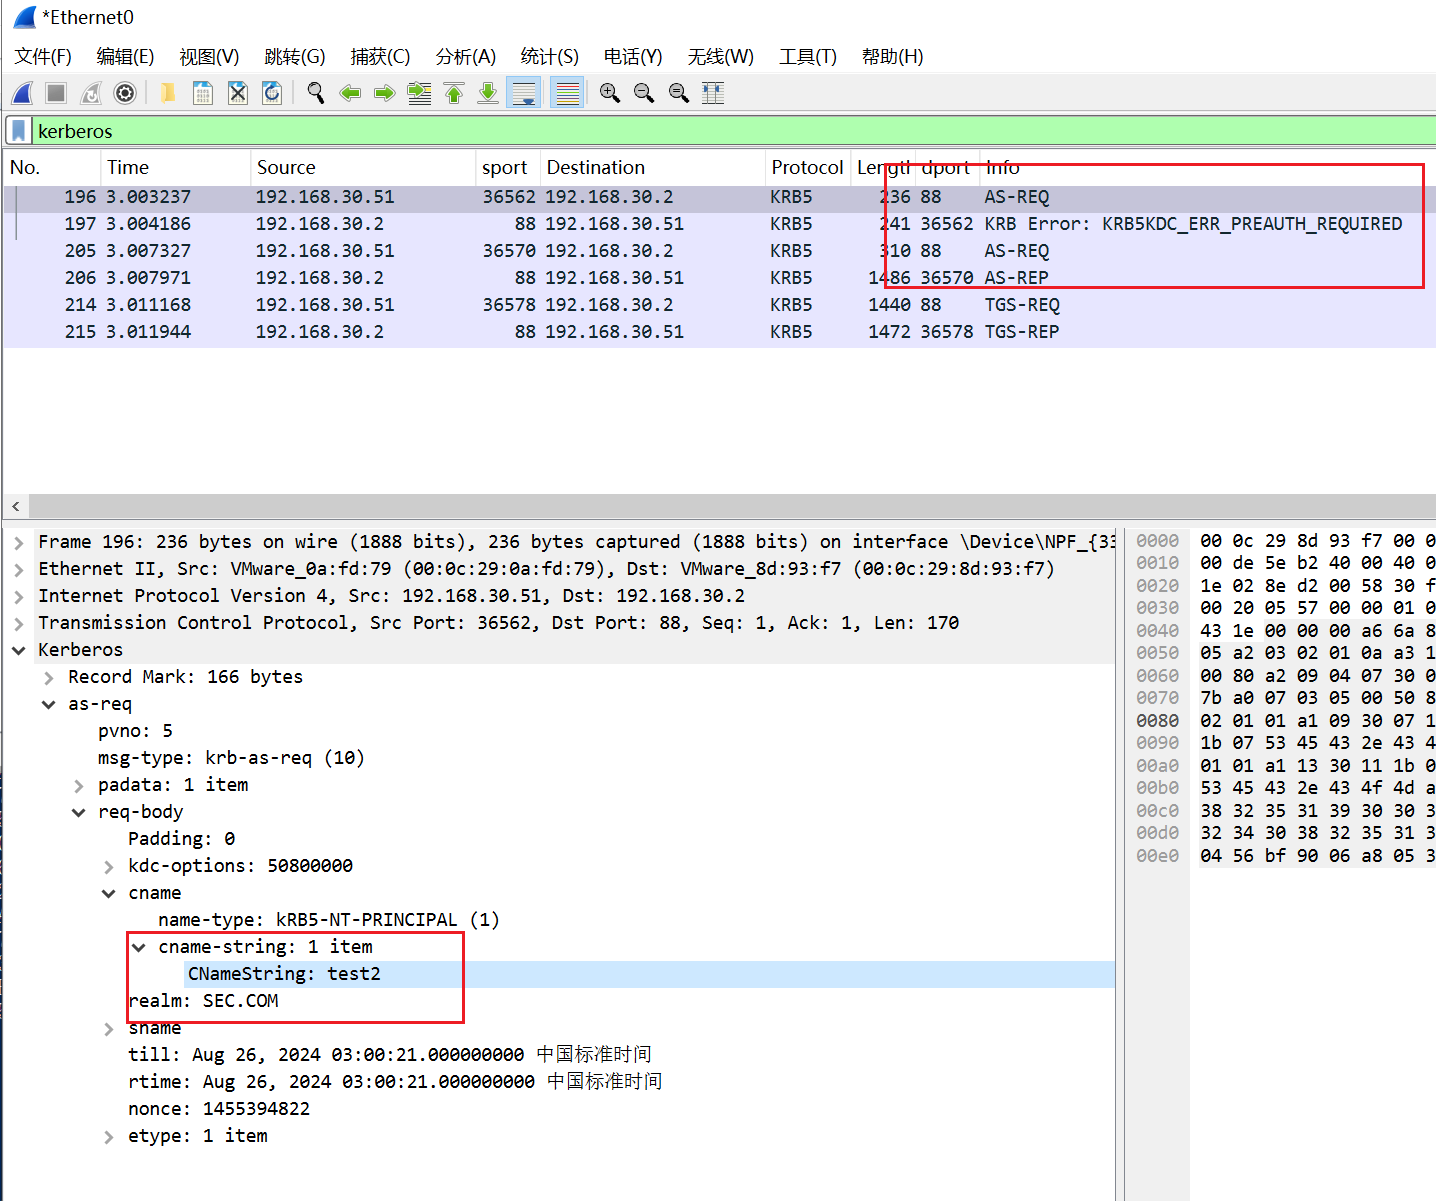 *Ethernet0
文件(F) 编辑(E) 视图(V) 跳转(G) 捕获(C) 分析(A) 统计(S) 电话(Y) 无线(W) 工具(T) 帮助(H)
kerberos
No. Time Source sport Destination Protocol Lengtl dport Info
196 3.003237 192.168.30.51 36562 192.168.30.2 KRB5 236 88 AS-REQ
197 3.004186 192.168.30.2 88 192.168.30.51 KRB5 241 36562 KRB Error: KRB5KDC_ERR_PREAUTH_REQUIRED
205 3.007327 192.168.30.51 36570 192.168.30.2 KRB5 310 88 AS-REQ
206 3.007971 192.168.30.2 88 192.168.30.51 KRB5 1486 36570 AS-REP
214 3.011168 192.168.30.51 36578 192.168.30.2 KRB5 1440 88 TGS-REQ
215 3.011944 192.168.30.2 88 192.168.30.51 KRB5 1472 36578 TGS-REP
Frame 196: 236 bytes on wire (1888 bits), 236 bytes captured (1888 bits) on interface \Device\NPF_{33
Ethernet II, Src: VMware_0a:fd:79 (00:0c:29:0a:fd:79), Dst: VMware_8d:93:f7 (00:0c:29:8d:93:f7)
Internet Protocol Version 4, Src: 192.168.30.51, Dst: 192.168.30.2
Transmission Control Protocol, Src Port: 36562, Dst Port: 88, Seq: 1, Ack: 1, Len: 170
Kerberos
Record Mark: 166 bytes
as-req
pvno: 5
msg-type: krb-as-req (10)
padata: 1 item
req-body
Padding: 0
kdc-options: 50800000
cname
name-type: kRB5-NT-PRINCIPAL (1)
cname-string: 1 item
CNameString: test2
realm: SEC.COM
sname
till: Aug 26, 2024 03:00:21.000000000 中国标准时间
rtime: Aug 26, 2024 03:00:21.000000000 中国标准时间
nonce: 1455394822
etype: 1 item
0000 00 0c 29 8d 93 f7 00 0
0010 00 de 5e b2 40 00 40 0
0020 1e 02 8e d2 00 58 30 f
0030 00 20 05 57 00 00 01 0
0040 43 1e 00 00 00 a6 6a 8
0050 05 a2 03 02 01 0a a3 1
0060 00 80 a2 09 04 07 30 0
0070 7b a0 07 03 05 00 50 8
0080 02 01 01 a1 09 30 07 1
0090 1b 07 53 45 43 2e 43 4
00a0 01 01 a1 13 30 11 1b 0
00b0 53 45 43 2e 43 4f 4d a
00c0 38 32 35 31 39 30 30 3
00d0 32 34 30 38 32 35 31 3
00e0 04 56 bf 90 06 a8 05 3